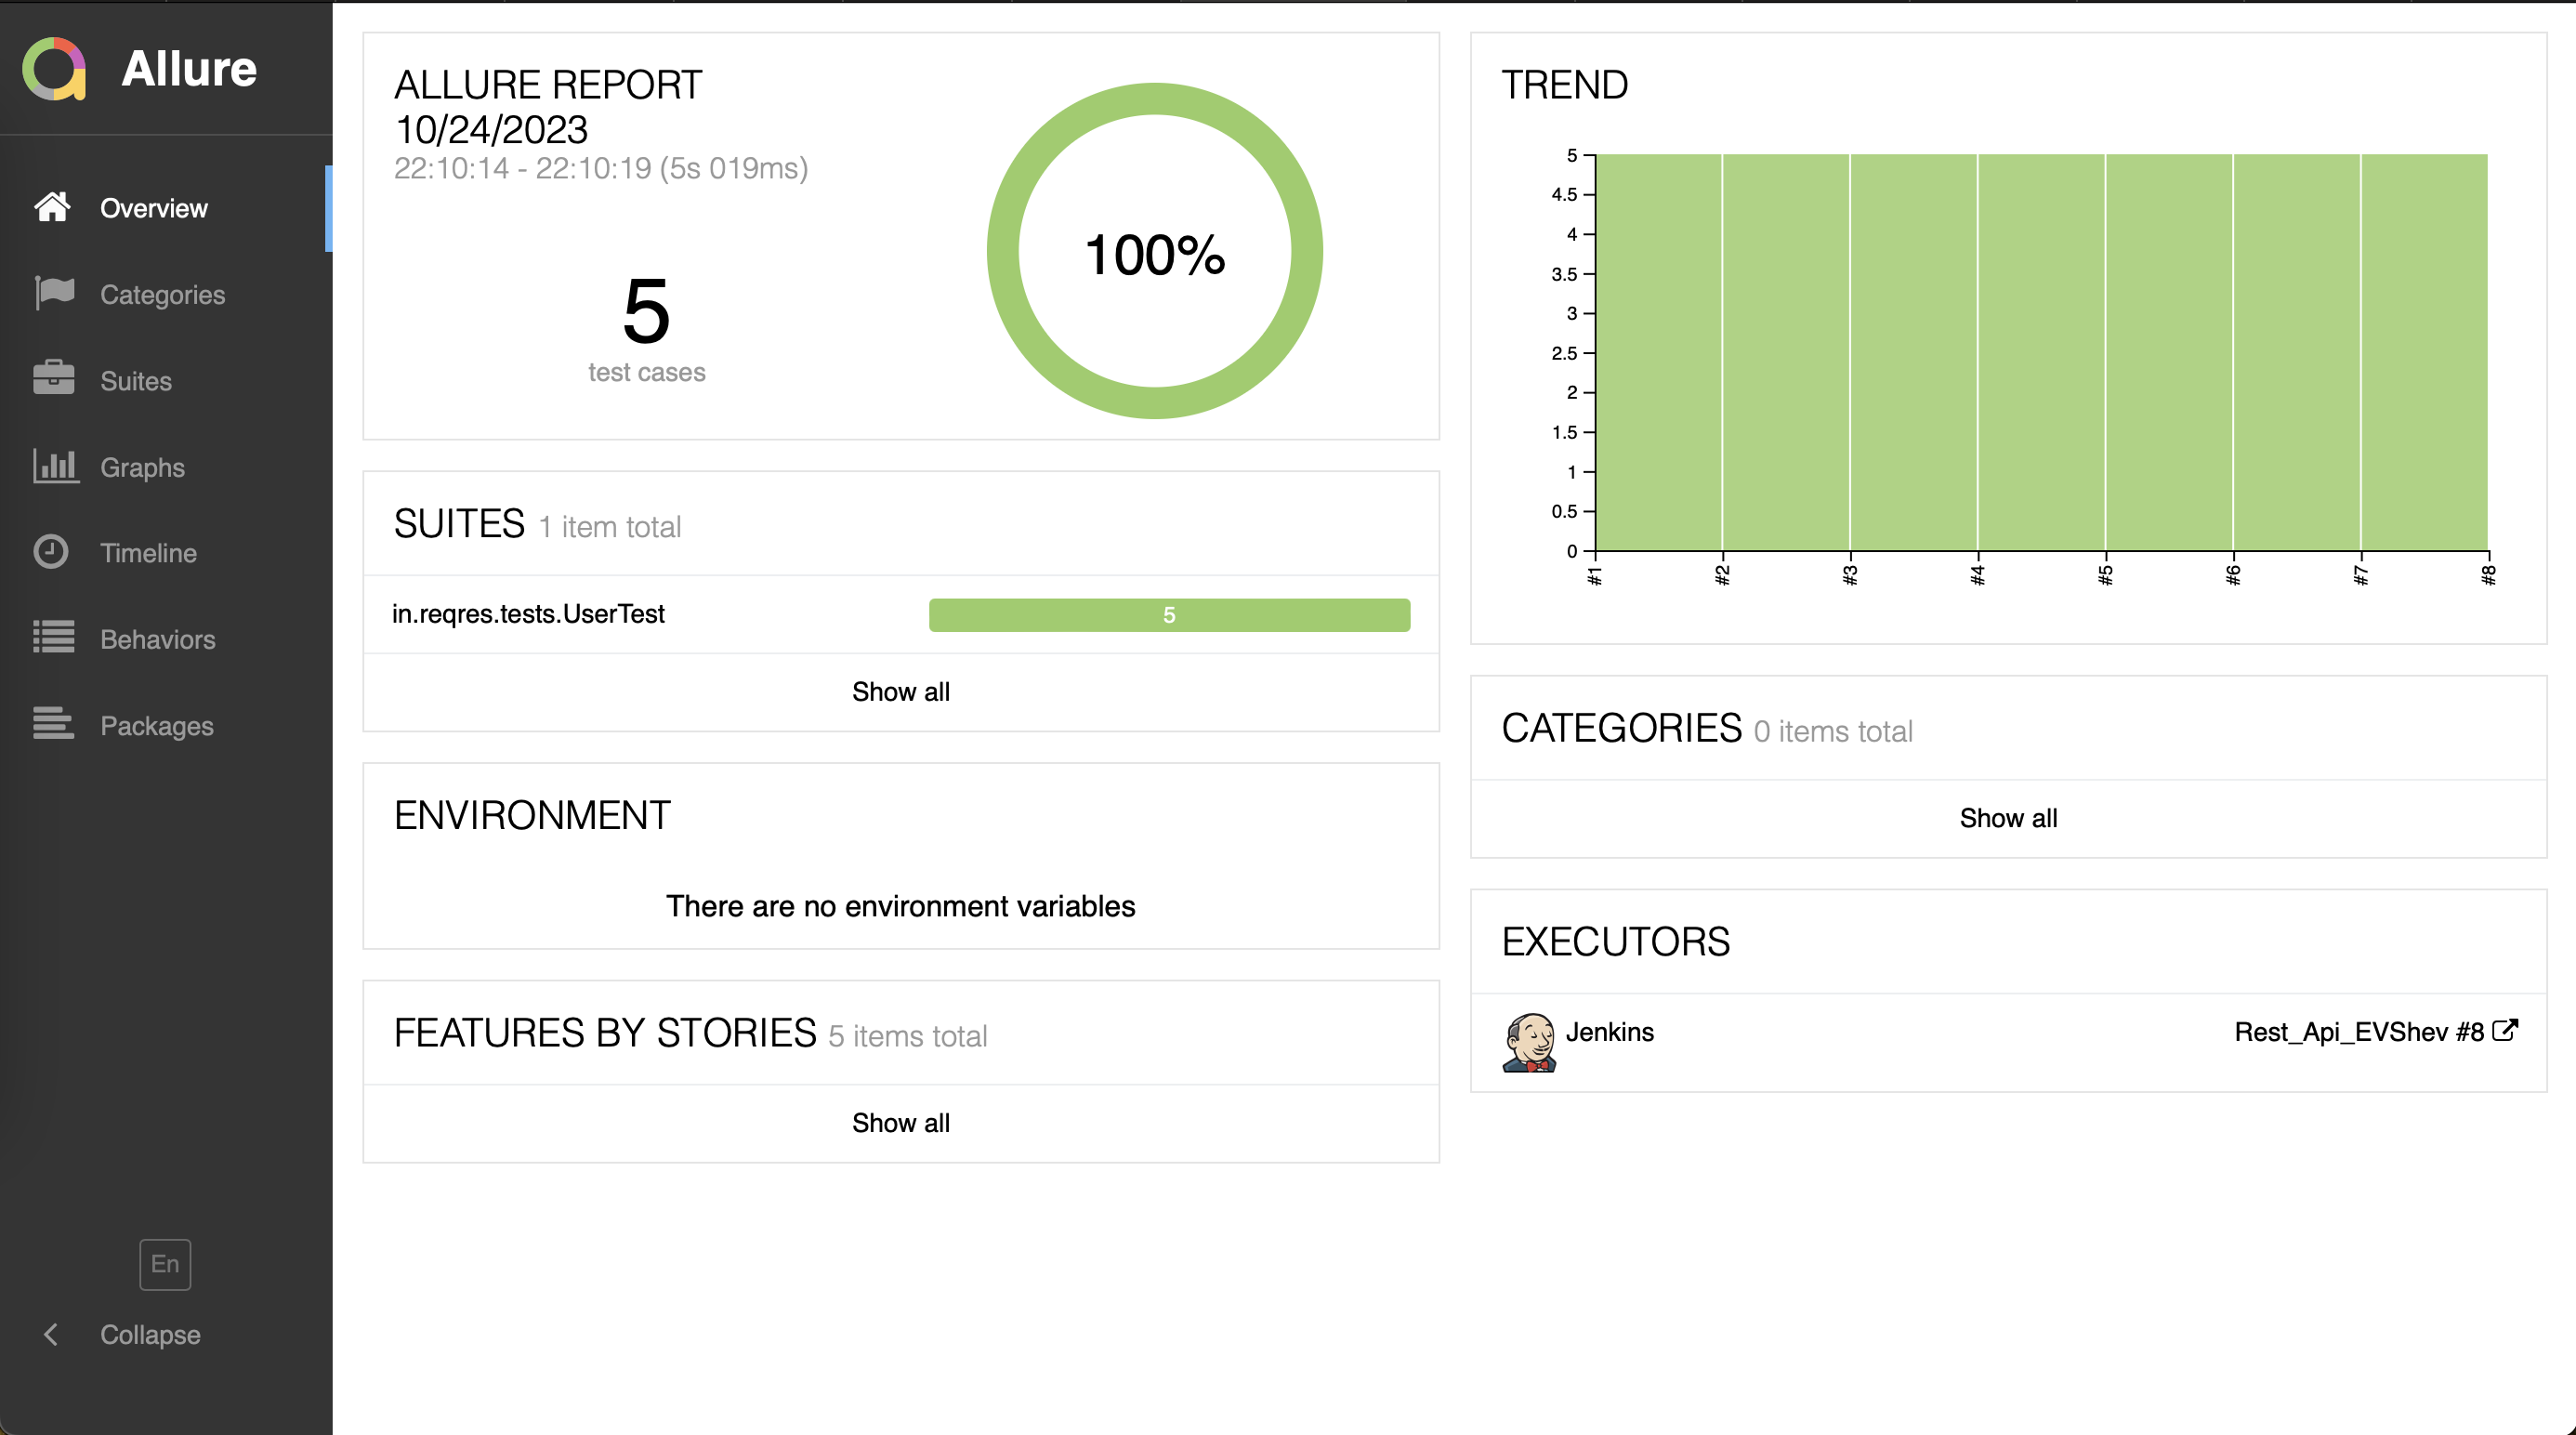 Allure
Overview
Categories
Suites
Graphs
Timeline
Behaviors
Packages
En
Collapse
ALLURE REPORT
10/24/2023
22:10:14 - 22:10:19 (5s 019ms)
5
test cases
100%
SUITES 1 item total
in.reqres.tests.UserTest 5
Show all
ENVIRONMENT
There are no environment variables
FEATURES BY STORIES 5 items total
Show all
TREND
5
4.5
4
3.5
3
2.5
2
1.5
1
0.5
0
#1 #2 #3 #4 #5 #6 #7 #8
CATEGORIES 0 items total
Show all
EXECUTORS
Jenkins Rest_Api_EVShev #8